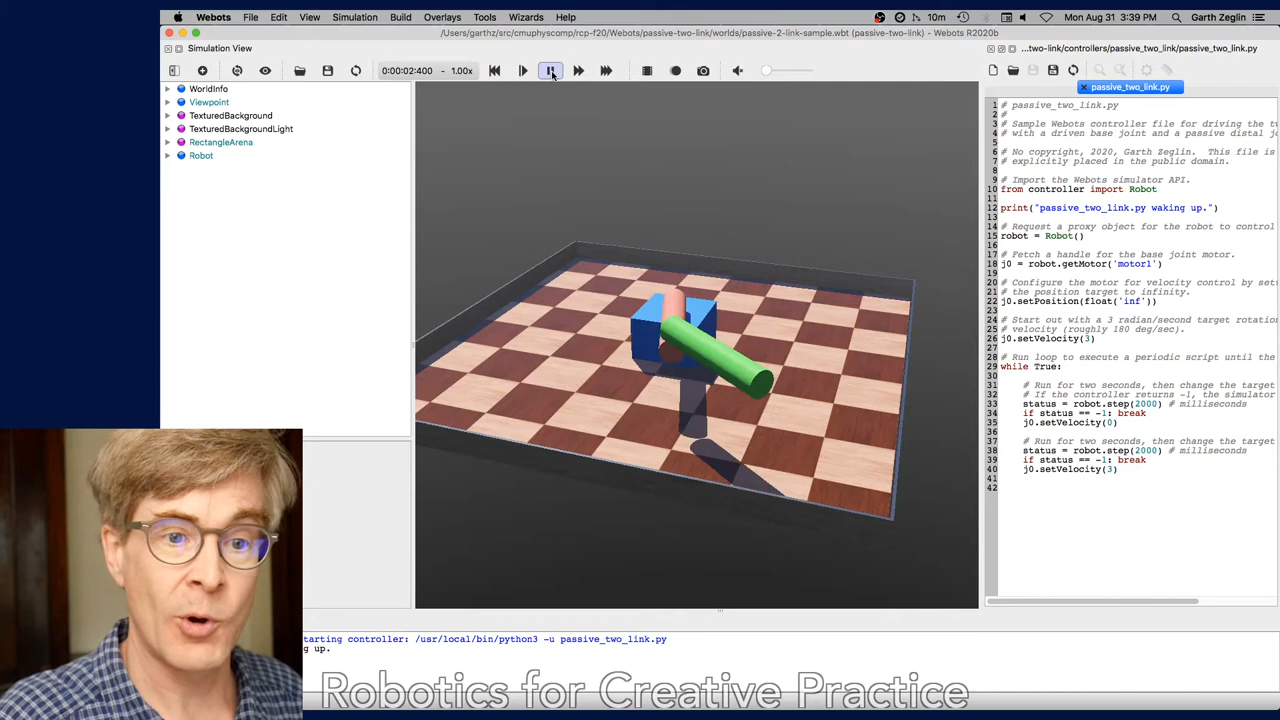 Webots File Edit View Simulation Build Overlays Tools Wizards Help 10m Mon Aug 31 3:39 PM Garth Zeglin
/Users/garthz/src/cmuphyscomp/rcp-f20/Webots/passive-two-link/worlds/passive-2-link-sample.wbt (passive-two-link) - Webots R2020b
Simulation View
...two-link/controllers/passive_two_link/passive_two_link.py
0:00:02:400 - 1.00x
passive_two_link.py
WorldInfo
Viewpoint
TexturedBackground
TexturedBackgroundLight
RectangleArena
Robot
1 # passive_two_link.py
2 #
3 # Sample Webots controller file for driving the
4 # with a driven base joint and a passive distal
5
6 # No copyright, 2020, Garth Zeglin. This file is
7 # explicitly placed in the public domain.
8
9 # Import the Webots simulator API.
10 from controller import Robot
11
12 print("passive_two_link.py waking up.")
13
14 # Request a proxy object for the robot to control
15 robot = Robot()
16
17 # Fetch a handle for the base joint motor.
18 j0 = robot.getMotor('motor1')
19
20 # Configure the motor for velocity control by
21 # the position target to infinity.
22 j0.setPosition(float('inf'))
23
24 # Start out with a 3 radian/second target
25 # velocity (roughly 180 deg/sec).
26 j0.setVelocity(3)
27
28 # Run loop to execute a periodic script until the
29 while True:
30
31 # Run for two seconds, then change the target
32 # If the controller returns -1, the simulator
33 status = robot.step(2000) # milliseconds
34 if status == -1: break
35 j0.setVelocity(0)
36
37 # Run for two seconds, then change the target
38 status = robot.step(2000) # milliseconds
39 if status == -1: break
40 j0.setVelocity(3)
41
42
tarting controller: /usr/local/bin/python3 -u passive_two_link.py
g up.
Robotics for Creative Practice